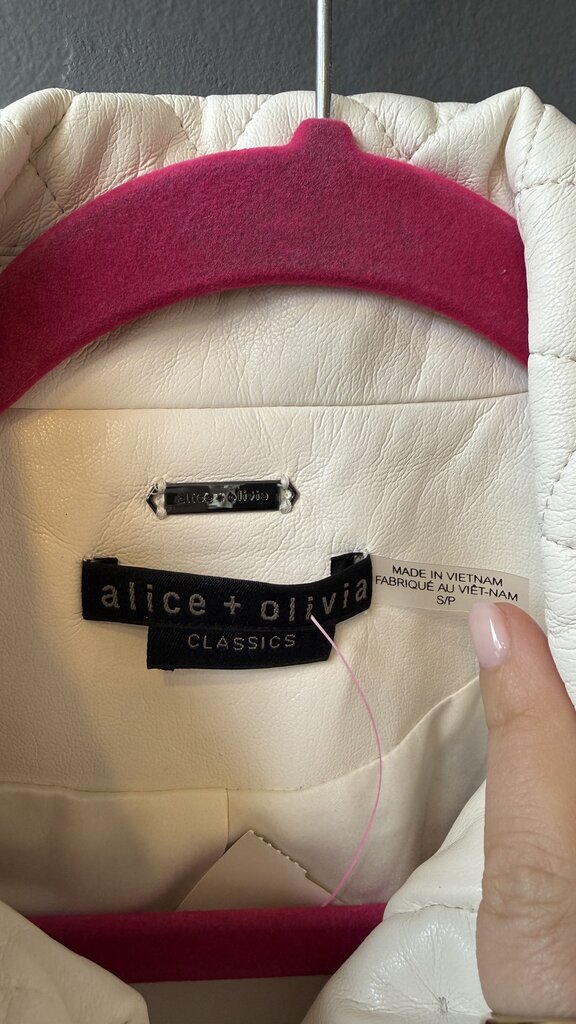 alice + olivia
alice + olivia
CLASSICS
MADE IN VIETNAM
FABRIQUÉ AU VIÊT-NAM
S/P